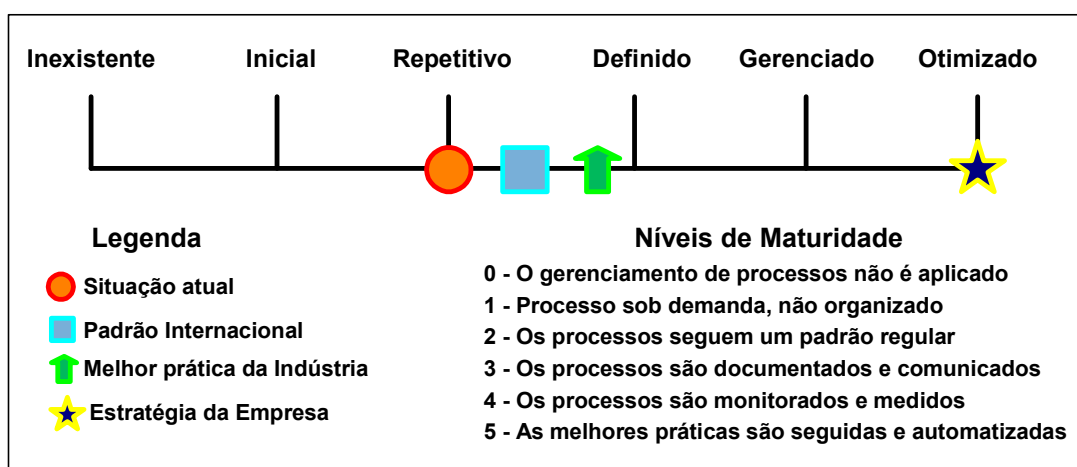 Inexistente Inicial Repetitivo Definido Gerenciado Otimizado
Legenda
Situação atual
Padrão Internacional
Melhor prática da Indústria
Estratégia da Empresa
Níveis de Maturidade
0 - O gerenciamento de processos não é aplicado
1 - Processo sob demanda, não organizado
2 - Os processos seguem um padrão regular
3 - Os processos são documentados e comunicados
4 - Os processos são monitorados e medidos
5 - As melhores práticas são seguidas e automatizadas